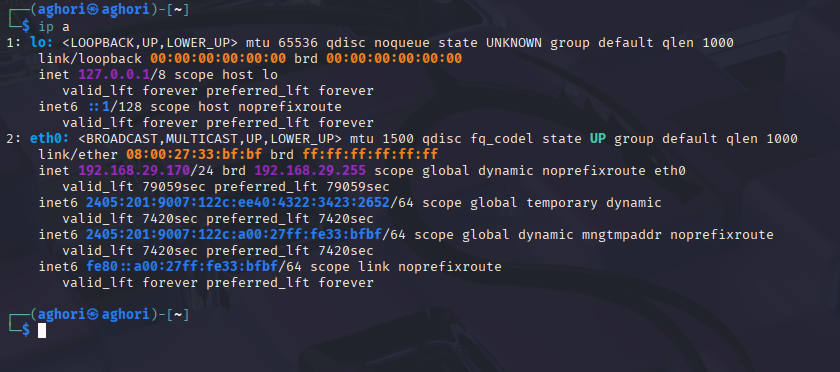 ┌──(aghori㉿aghori)-[~]
└─$ ip a
1: lo: <LOOPBACK,UP,LOWER_UP> mtu 65536 qdisc noqueue state UNKNOWN group default qlen 1000
    link/loopback 00:00:00:00:00:00 brd 00:00:00:00:00:00
    inet 127.0.0.1/8 scope host lo
       valid_lft forever preferred_lft forever
    inet6 ::1/128 scope host noprefixroute
       valid_lft forever preferred_lft forever
2: eth0: <BROADCAST,MULTICAST,UP,LOWER_UP> mtu 1500 qdisc fq_codel state UP group default qlen 1000
    link/ether 08:00:27:33:bf:bf brd ff:ff:ff:ff:ff:ff
    inet 192.168.29.170/24 brd 192.168.29.255 scope global dynamic noprefixroute eth0
       valid_lft 79059sec preferred_lft 79059sec
    inet6 2405:201:9007:122c:ee40:4322:3423:2652/64 scope global temporary dynamic
       valid_lft 7420sec preferred_lft 7420sec
    inet6 2405:201:9007:122c:a00:27ff:fe33:bfbf/64 scope global dynamic mngtmpaddr noprefixroute
       valid_lft 7420sec preferred_lft 7420sec
    inet6 fe80::a00:27ff:fe33:bfbf/64 scope link noprefixroute
       valid_lft forever preferred_lft forever
┌──(aghori㉿aghori)-[~]
└─$